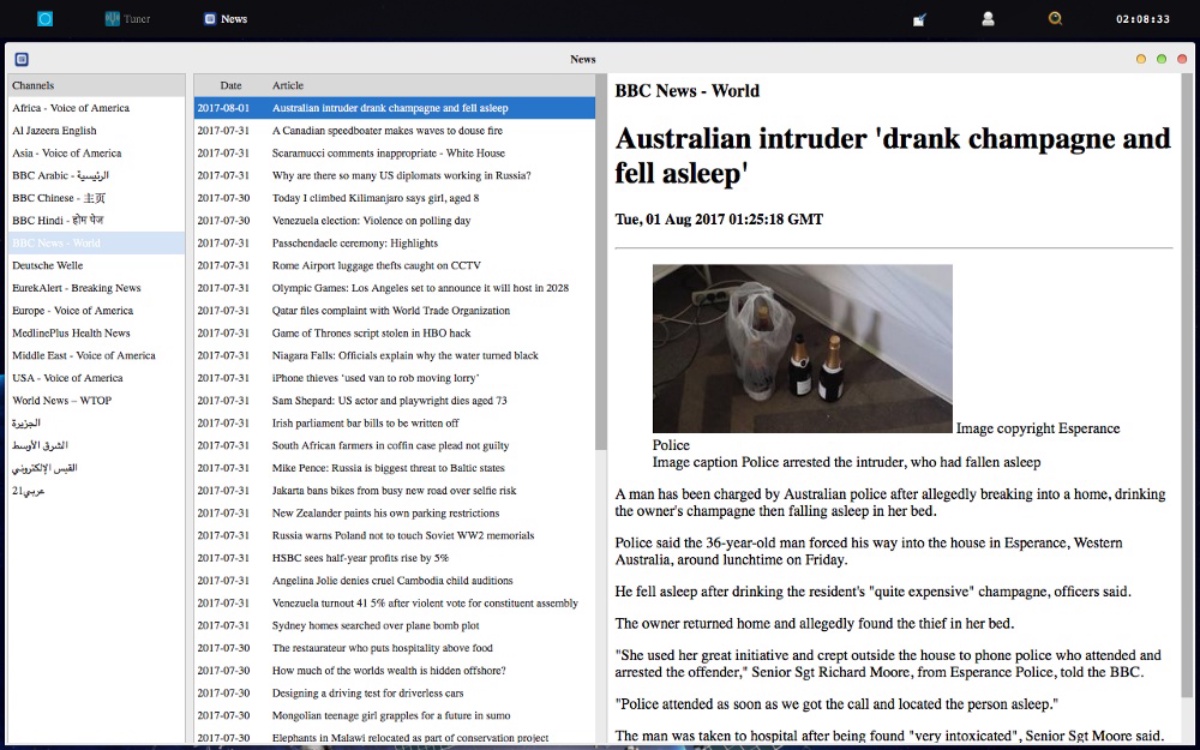 Tuner
News
02:08:33
News
Channels
Africa - Voice of America
Al Jazeera English
Asia - Voice of America
BBC Arabic - الرئيسية
BBC Chinese - 主页
BBC Hindi - होम पेज
BBC News - World
Deutsche Welle
EurekAlert - Breaking News
Europe - Voice of America
MedlinePlus Health News
Middle East - Voice of America
USA - Voice of America
World News – WTOP
الجزيرة
الشرق الأوسط
القبس الإلكتروني
عربي21
Date Article
2017-08-01 Australian intruder drank champagne and fell asleep
2017-07-31 A Canadian speedboater makes waves to douse fire
2017-07-31 Scaramucci comments inappropriate - White House
2017-07-31 Why are there so many US diplomats working in Russia?
2017-07-30 Today I climbed Kilimanjaro says girl, aged 8
2017-07-30 Venezuela election: Violence on polling day
2017-07-31 Passchendaele ceremony: Highlights
2017-07-31 Rome Airport luggage thefts caught on CCTV
2017-07-31 Olympic Games: Los Angeles set to announce it will host in 2028
2017-07-31 Qatar files complaint with World Trade Organization
2017-07-31 Game of Thrones script stolen in HBO hack
2017-07-31 Niagara Falls: Officials explain why the water turned black
2017-07-31 iPhone thieves ‘used van to rob moving lorry’
2017-07-31 Sam Shepard: US actor and playwright dies aged 73
2017-07-31 Irish parliament bar bills to be written off
2017-07-31 South African farmers in coffin case plead not guilty
2017-07-31 Mike Pence: Russia is biggest threat to Baltic states
2017-07-31 Jakarta bans bikes from busy new road over selfie risk
2017-07-31 New Zealander paints his own parking restrictions
2017-07-31 Russia warns Poland not to touch Soviet WW2 memorials
2017-07-31 HSBC sees half-year profits rise by 5%
2017-07-31 Angelina Jolie denies cruel Cambodia child auditions
2017-07-31 Venezuela turnout 41 5% after violent vote for constituent assembly
2017-07-31 Sydney homes searched over plane bomb plot
2017-07-30 The restaurateur who puts hospitality above food
2017-07-30 How much of the worlds wealth is hidden offshore?
2017-07-30 Designing a driving test for driverless cars
2017-07-30 Mongolian teenage girl grapples for a future in sumo
2017-07-30 Elephants in Malawi relocated as part of conservation project
BBC News - World
Australian intruder 'drank champagne and
fell asleep'
Tue, 01 Aug 2017 01:25:18 GMT
Image copyright Esperance
Police
Image caption Police arrested the intruder, who had fallen asleep
A man has been charged by Australian police after allegedly breaking into a home, drinking
the owner's champagne then falling asleep in her bed.
Police said the 36-year-old man forced his way into the house in Esperance, Western
Australia, around lunchtime on Friday.
He fell asleep after drinking the resident's "quite expensive" champagne, officers said.
The owner returned home and allegedly found the thief in her bed.
"She used her great initiative and crept outside the house to phone police who attended and
arrested the offender," Senior Sgt Richard Moore, from Esperance Police, told the BBC.
"Police attended as soon as we got the call and located the person asleep."
The man was taken to hospital after being found "very intoxicated", Senior Sgt Moore said.